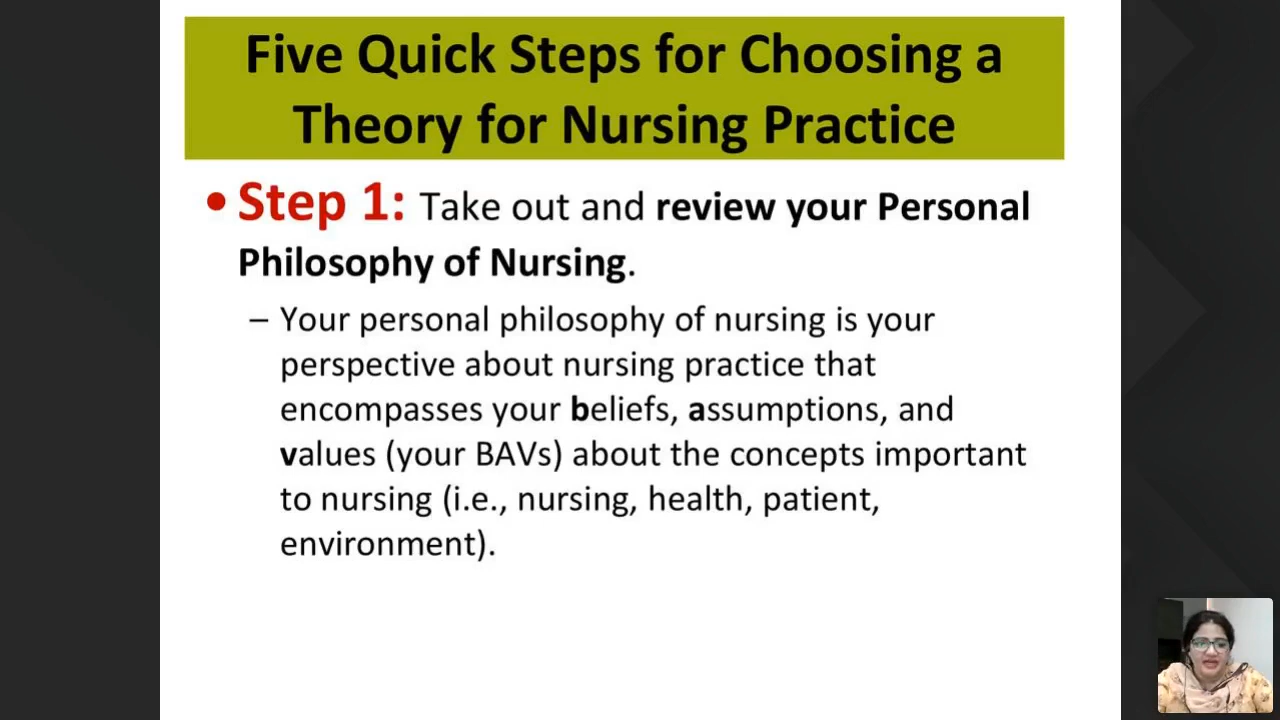 Five Quick Steps for Choosing a
Theory for Nursing Practice
• Step 1: Take out and review your Personal
Philosophy of Nursing.
– Your personal philosophy of nursing is your
perspective about nursing practice that
encompasses your beliefs, assumptions, and
values (your BAVs) about the concepts important
to nursing (i.e., nursing, health, patient,
environment).